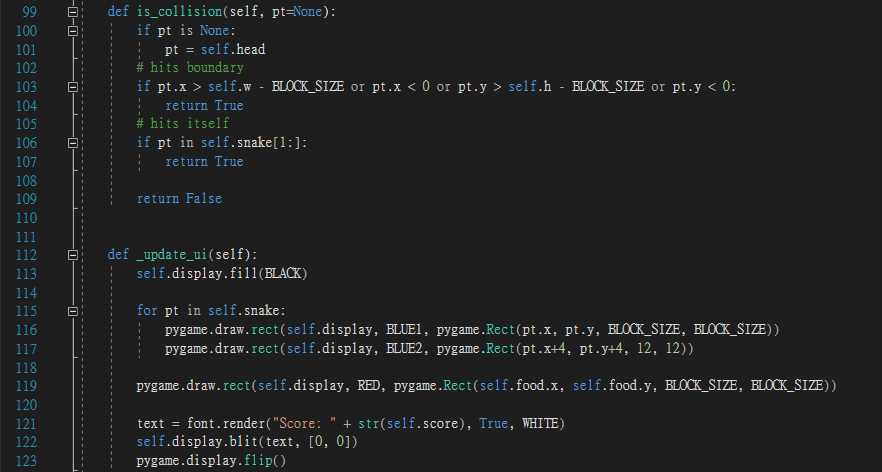 99 def is_collision(self, pt=None):
100 if pt is None:
101 pt = self.head
102 # hits boundary
103 if pt.x > self.w - BLOCK_SIZE or pt.x < 0 or pt.y > self.h - BLOCK_SIZE or pt.y < 0:
104 return True
105 # hits itself
106 if pt in self.snake[1:]:
107 return True
108
109 return False
110
111
112 def _update_ui(self):
113 self.display.fill(BLACK)
114
115 for pt in self.snake:
116 pygame.draw.rect(self.display, BLUE1, pygame.Rect(pt.x, pt.y, BLOCK_SIZE, BLOCK_SIZE))
117 pygame.draw.rect(self.display, BLUE2, pygame.Rect(pt.x+4, pt.y+4, 12, 12))
118
119 pygame.draw.rect(self.display, RED, pygame.Rect(self.food.x, self.food.y, BLOCK_SIZE, BLOCK_SIZE))
120
121 text = font.render("Score: " + str(self.score), True, WHITE)
122 self.display.blit(text, [0, 0])
123 pygame.display.flip()